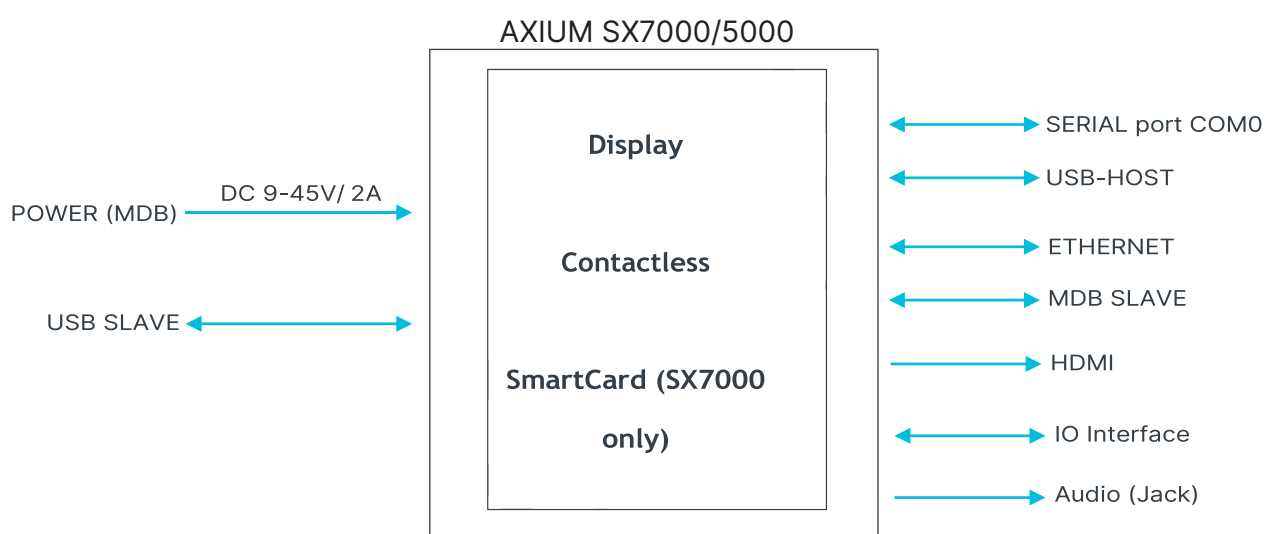 AXIUM SX7000/5000
Display
Contactless
SmartCard (SX7000
only)
DC 9-45V/ 2A
POWER (MDB)
USB SLAVE
SERIAL port COM0
USB-HOST
ETHERNET
MDB SLAVE
HDMI
IO Interface
Audio (Jack)